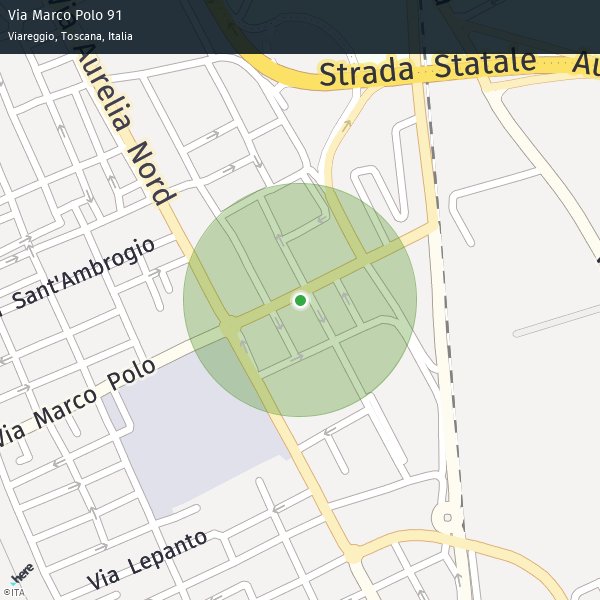 Via Marco Polo 91
Viareggio, Toscana, Italia
Strada Statale Au
Via Aurelia Nord
Sant'Ambrogio
Via Marco Polo
Via Lepanto
here
©ITA